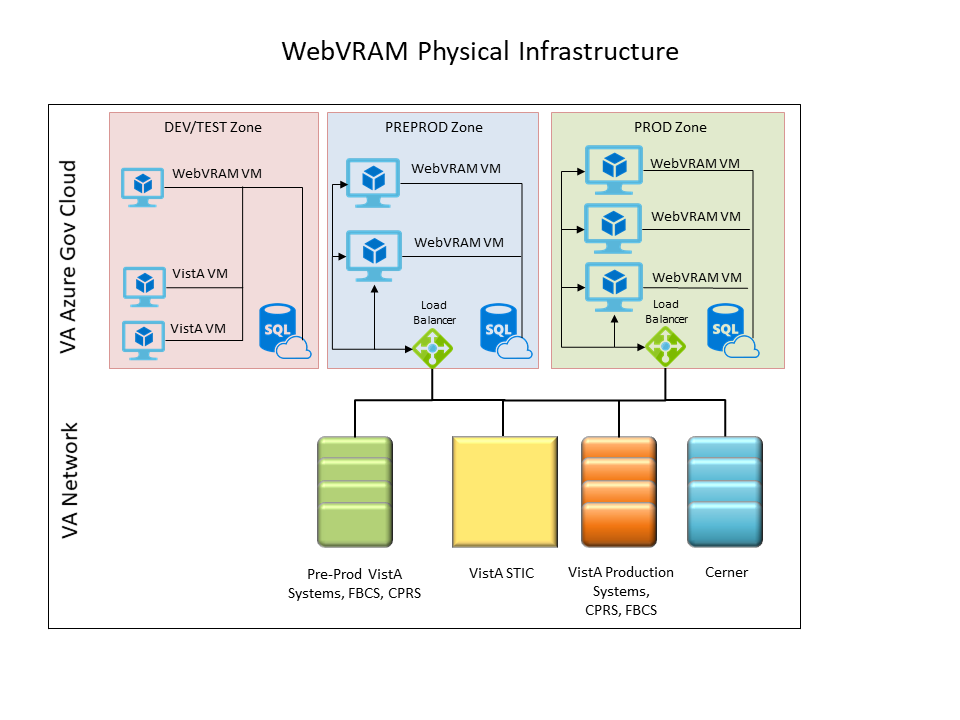 WebVRAM Physical Infrastructure
VA Azure Gov Cloud
DEV/TEST Zone
WebVRAM VM
VistA VM
VistA VM
SQL
PREPROD Zone
WebVRAM VM
WebVRAM VM
Load
Balancer
SQL
PROD Zone
WebVRAM VM
WebVRAM VM
WebVRAM VM
Load
Balancer
SQL
VA Network
Pre-Prod VistA
Systems, FBCS, CPRS
VistA STIC
VistA Production
Systems,
CPRS, FBCS
Cerner